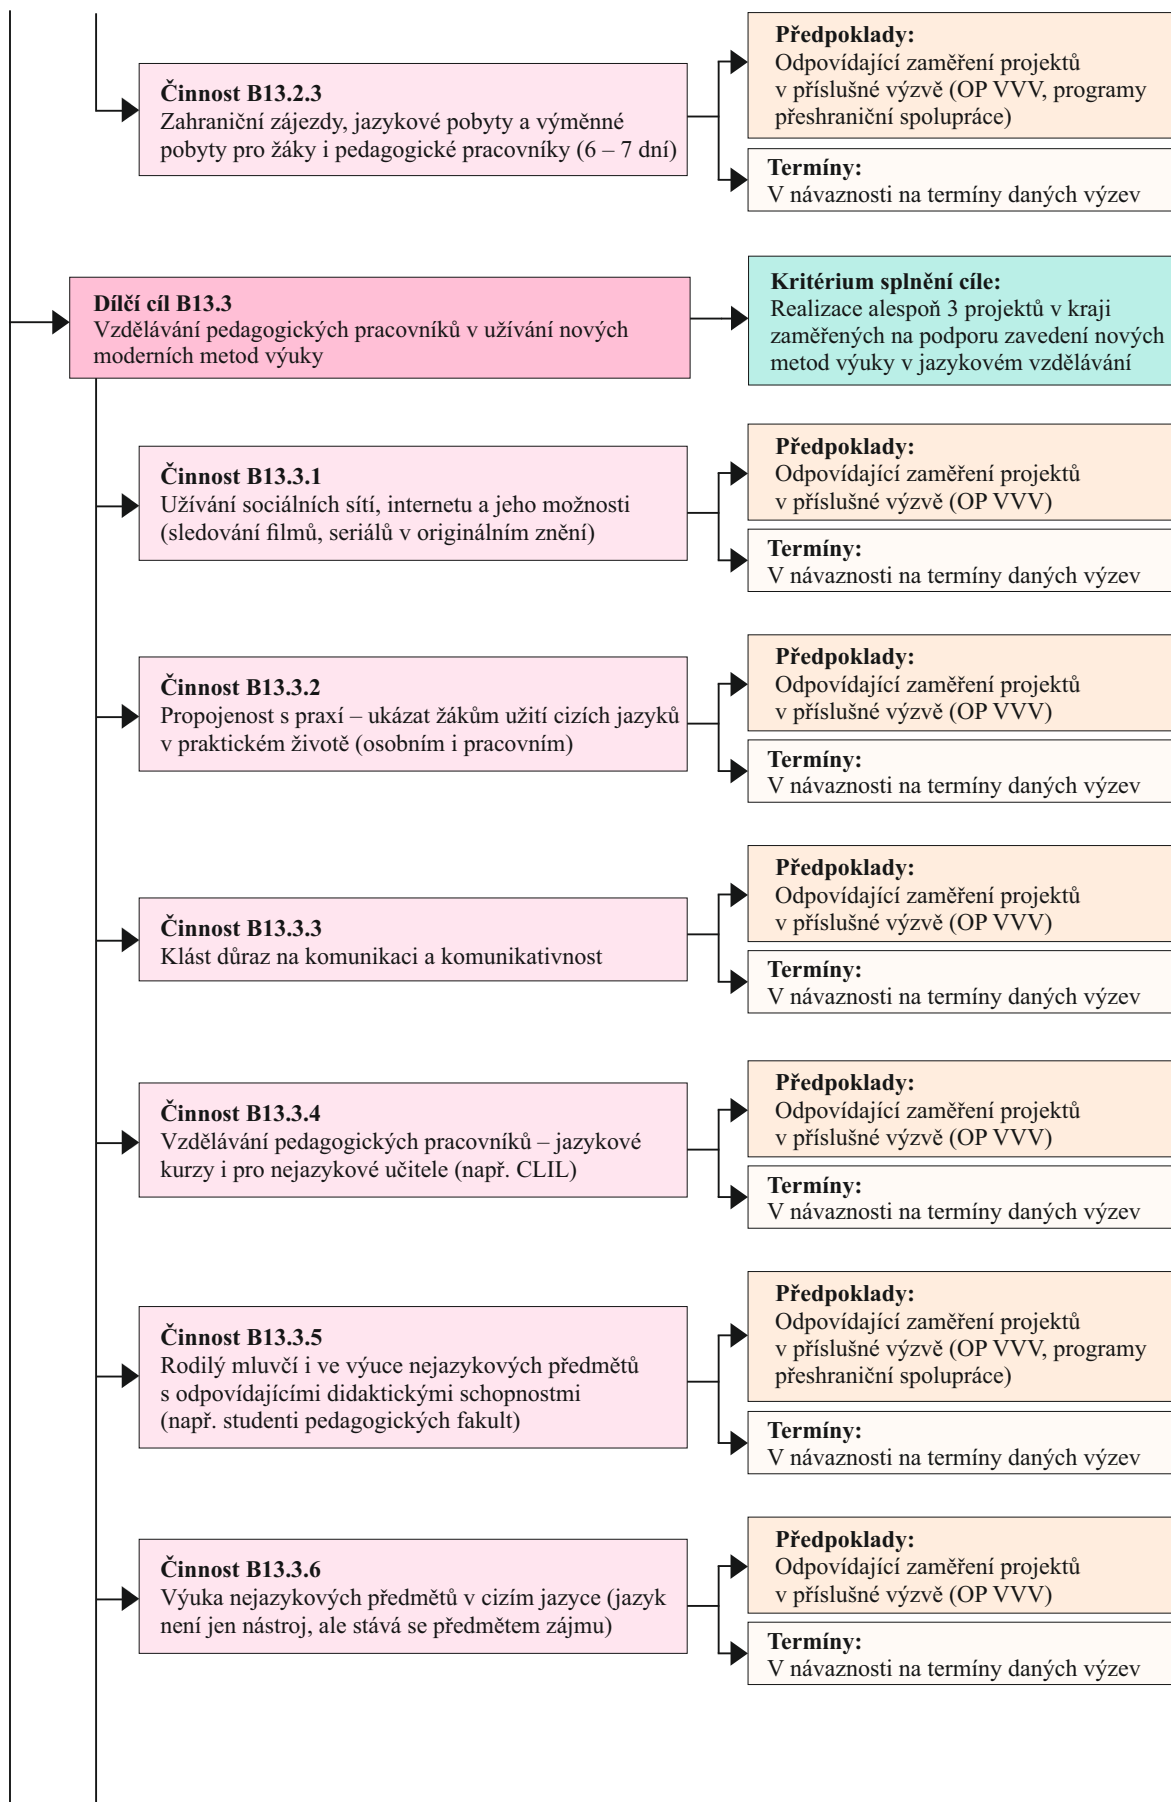 Činnost B13.2.3
Zahraniční zájezdy, jazykové pobyty a výměnné
pobyty pro žáky i pedagogické pracovníky (6 – 7 dní)
Předpoklady:
Odpovídající zaměření projektů
v příslušné výzvě (OP VVV, programy
přeshraniční spolupráce)
Termíny:
V návaznosti na termíny daných výzev
Dílčí cíl B13.3
Vzdělávání pedagogických pracovníků v užívání nových
moderních metod výuky
Kritérium splnění cíle:
Realizace alespoň 3 projektů v kraji
zaměřených na podporu zavedení nových
metod výuky v jazykovém vzdělávání
Činnost B13.3.1
Užívání sociálních sítí, internetu a jeho možnosti
(sledování filmů, seriálů v originálním znění)
Předpoklady:
Odpovídající zaměření projektů
v příslušné výzvě (OP VVV)
Termíny:
V návaznosti na termíny daných výzev
Činnost B13.3.2
Propojenost s praxí – ukázat žákům užití cizích jazyků
v praktickém životě (osobním i pracovním)
Předpoklady:
Odpovídající zaměření projektů
v příslušné výzvě (OP VVV)
Termíny:
V návaznosti na termíny daných výzev
Činnost B13.3.3
Klást důraz na komunikaci a komunikativnost
Předpoklady:
Odpovídající zaměření projektů
v příslušné výzvě (OP VVV)
Termíny:
V návaznosti na termíny daných výzev
Činnost B13.3.4
Vzdělávání pedagogických pracovníků – jazykové
kurzy i pro nejazykové učitele (např. CLIL)
Předpoklady:
Odpovídající zaměření projektů
v příslušné výzvě (OP VVV)
Termíny:
V návaznosti na termíny daných výzev
Činnost B13.3.5
Rodilý mluvčí i ve výuce nejazykových předmětů
s odpovídajícími didaktickými schopnostmi
(např. studenti pedagogických fakult)
Předpoklady:
Odpovídající zaměření projektů
v příslušné výzvě (OP VVV, programy
přeshraniční spolupráce)
Termíny:
V návaznosti na termíny daných výzev
Činnost B13.3.6
Výuka nejazykových předmětů v cizím jazyce (jazyk
není jen nástroj, ale stává se předmětem zájmu)
Předpoklady:
Odpovídající zaměření projektů
v příslušné výzvě (OP VVV)
Termíny:
V návaznosti na termíny daných výzev